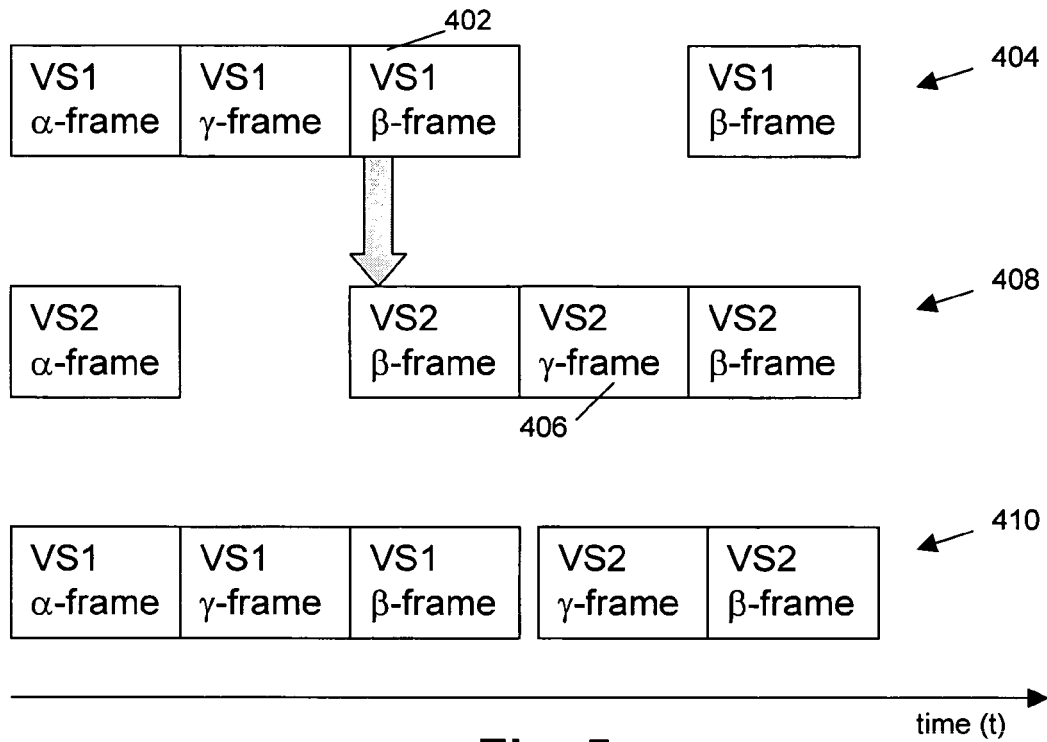 402
VS1 VS1 VS1 VS1 404
α-frame γ-frame β-frame β-frame
408
VS2 VS2 VS2 VS2
α-frame β-frame γ-frame β-frame
406
410
VS1 VS1 VS1 VS2 VS2
α-frame γ-frame β-frame γ-frame β-frame
time (t)